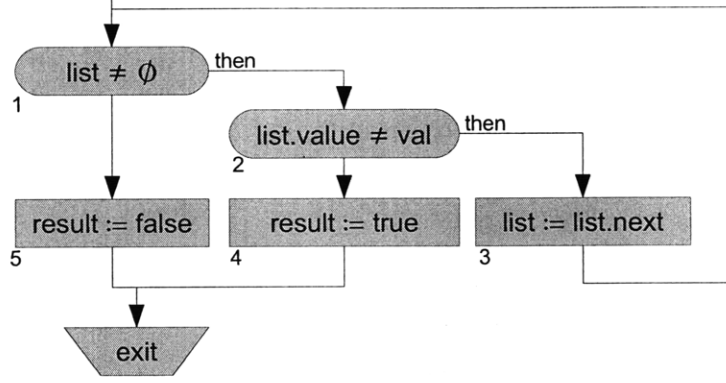 list ≠ ∅
then
1
list.value ≠ val
then
2
result := false
result := true
list := list.next
5
4
3
exit